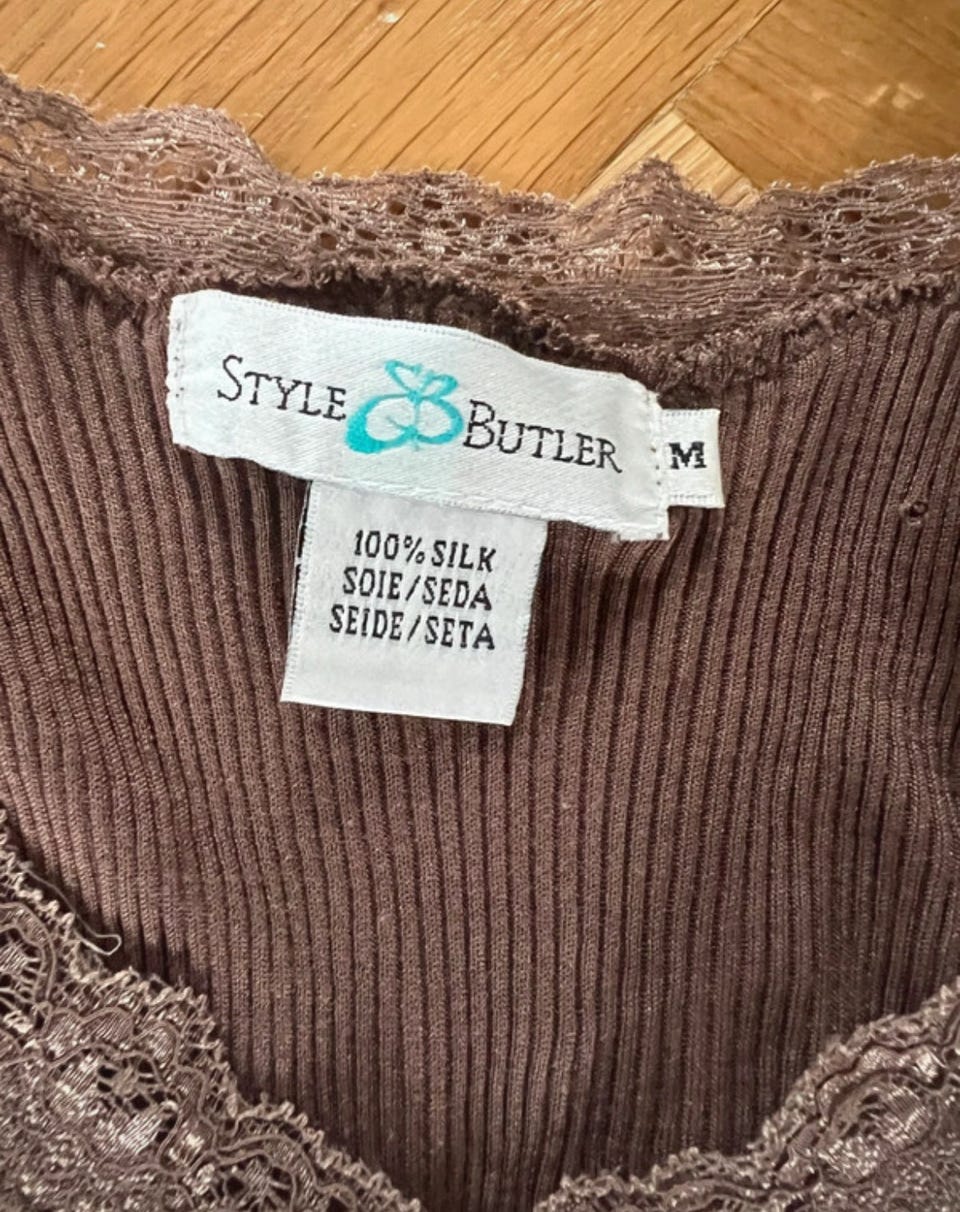 STYLE BUTLER
M
100% SILK
SOIE/SEDA
SEIDE/SETA